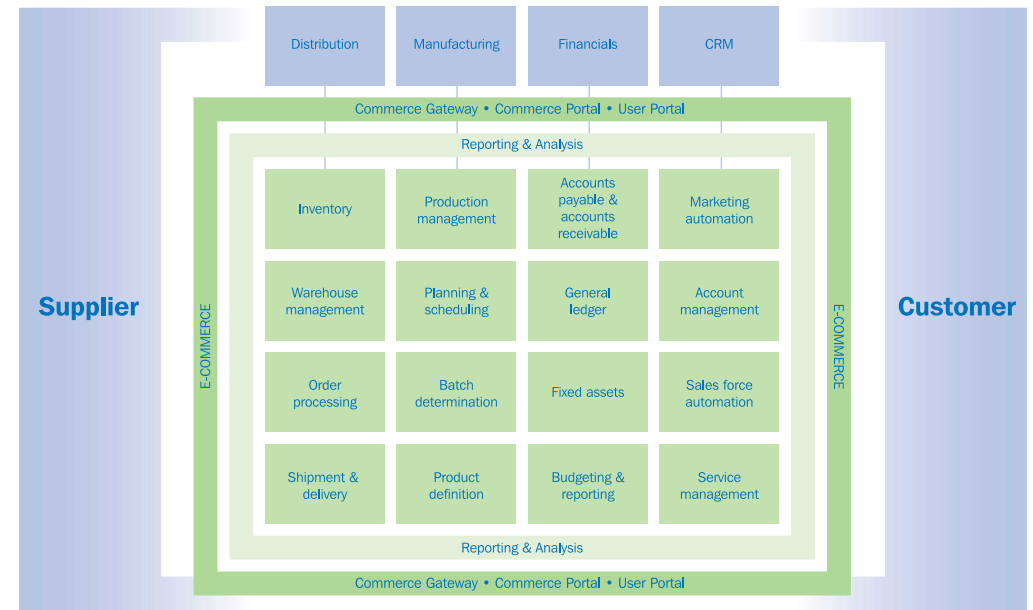 Distribution
Manufacturing
Financials
CRM
Commerce Gateway • Commerce Portal • User Portal
Reporting & Analysis
Inventory
Production
management
Accounts
payable &
accounts
receivable
Marketing
automation
Supplier
E-COMMERCE
Warehouse
management
Planning &
scheduling
General
ledger
Account
management
E-COMMERCE
Customer
Order
processing
Batch
determination
Fixed assets
Sales force
automation
Shipment &
delivery
Product
definition
Budgeting &
reporting
Service
management
Reporting & Analysis
Commerce Gateway • Commerce Portal • User Portal